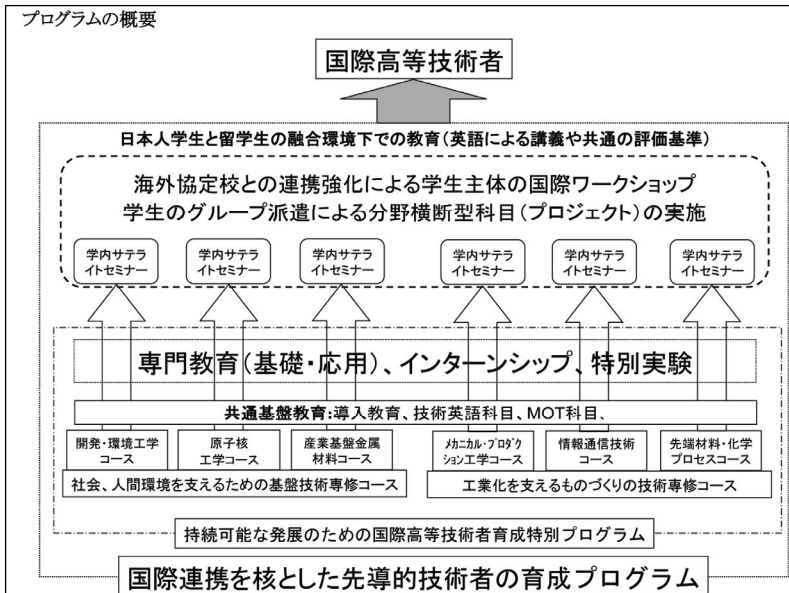 プログラムの概要
国際高等技術者
日本人学生と留学生の融合環境下での教育(英語による講義や共通の評価基準)
海外協定校との連携強化による学生主体の国際ワークショップ
学生のグループ派遣による分野横断型科目(プロジェクト)の実施
学内サテラ
イトセミナー
学内サテラ
イトセミナー
学内サテラ
イトセミナー
学内サテラ
イトセミナー
学内サテラ
イトセミナー
学内サテラ
イトセミナー
専門教育(基礎・応用)、インターンシップ、特別実験
共通基盤教育:導入教育、技術英語科目、MOT科目.
開発・環境工学
コース
原子核
工学コース
産業基盤金属
材料コース
メカニカル・プロダク
ション工学コース
情報通信技術
コース
先端材料・化学
プロセスコース
社会、人間環境を支えるための基盤技術専修コース
工業化を支えるものづくりの技術専修コース
持続可能な発展のための国際高等技術者育成特別プログラム
国際連携を核とした先導的技術者の育成プログラム